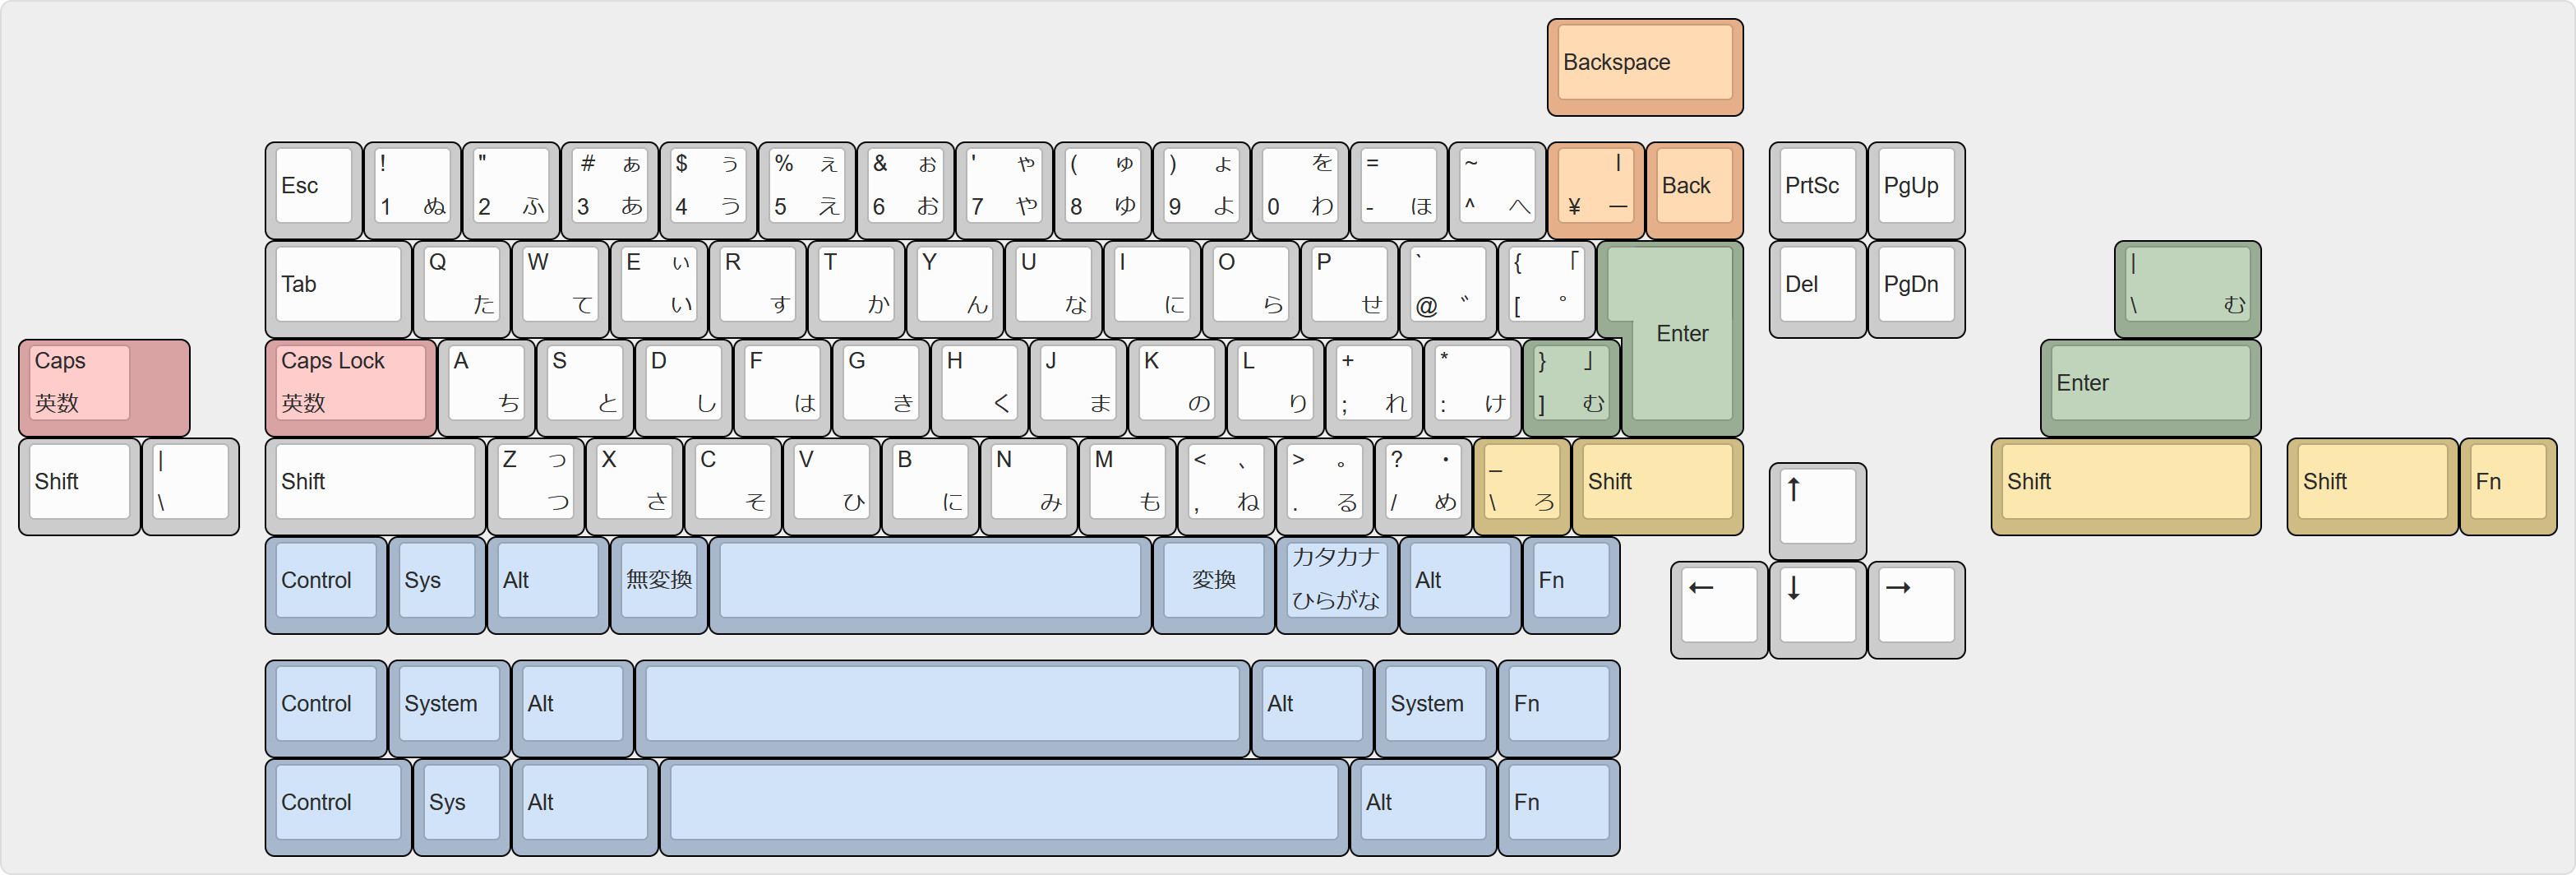 Backspace
Esc ! 1 ぬ " 2 ふ # ぁ 3 あ $ ぅ 4 う % ぇ 5 え & ぉ 6 お ' ゃ 7 や ( ゅ 8 ゆ ) ょ 9 よ を 0 わ = - ほ ~ ^ へ | ¥ ー Back PrtSc PgUp
Tab Q た W て E ぃ い R す T か Y ん U な I に O ら P せ ` @ ゛ { 「 [ ゜ Enter Del PgDn | \ む
Caps 英数 Caps Lock 英数 A ち S と D し F は G き H く J ま K の L り + ; れ * : け } 」 ] む Enter
Shift | \ Shift Z っ つ X さ C そ V ひ B に N み M も < 、 , ね > 。 . る ? ・ / め _ \ ろ Shift ↑ Shift Shift Fn
Control Sys Alt 無変換 変換 カタカナ ひらがな Alt Fn ← ↓ →
Control System Alt Alt System Fn
Control Sys Alt Alt Fn